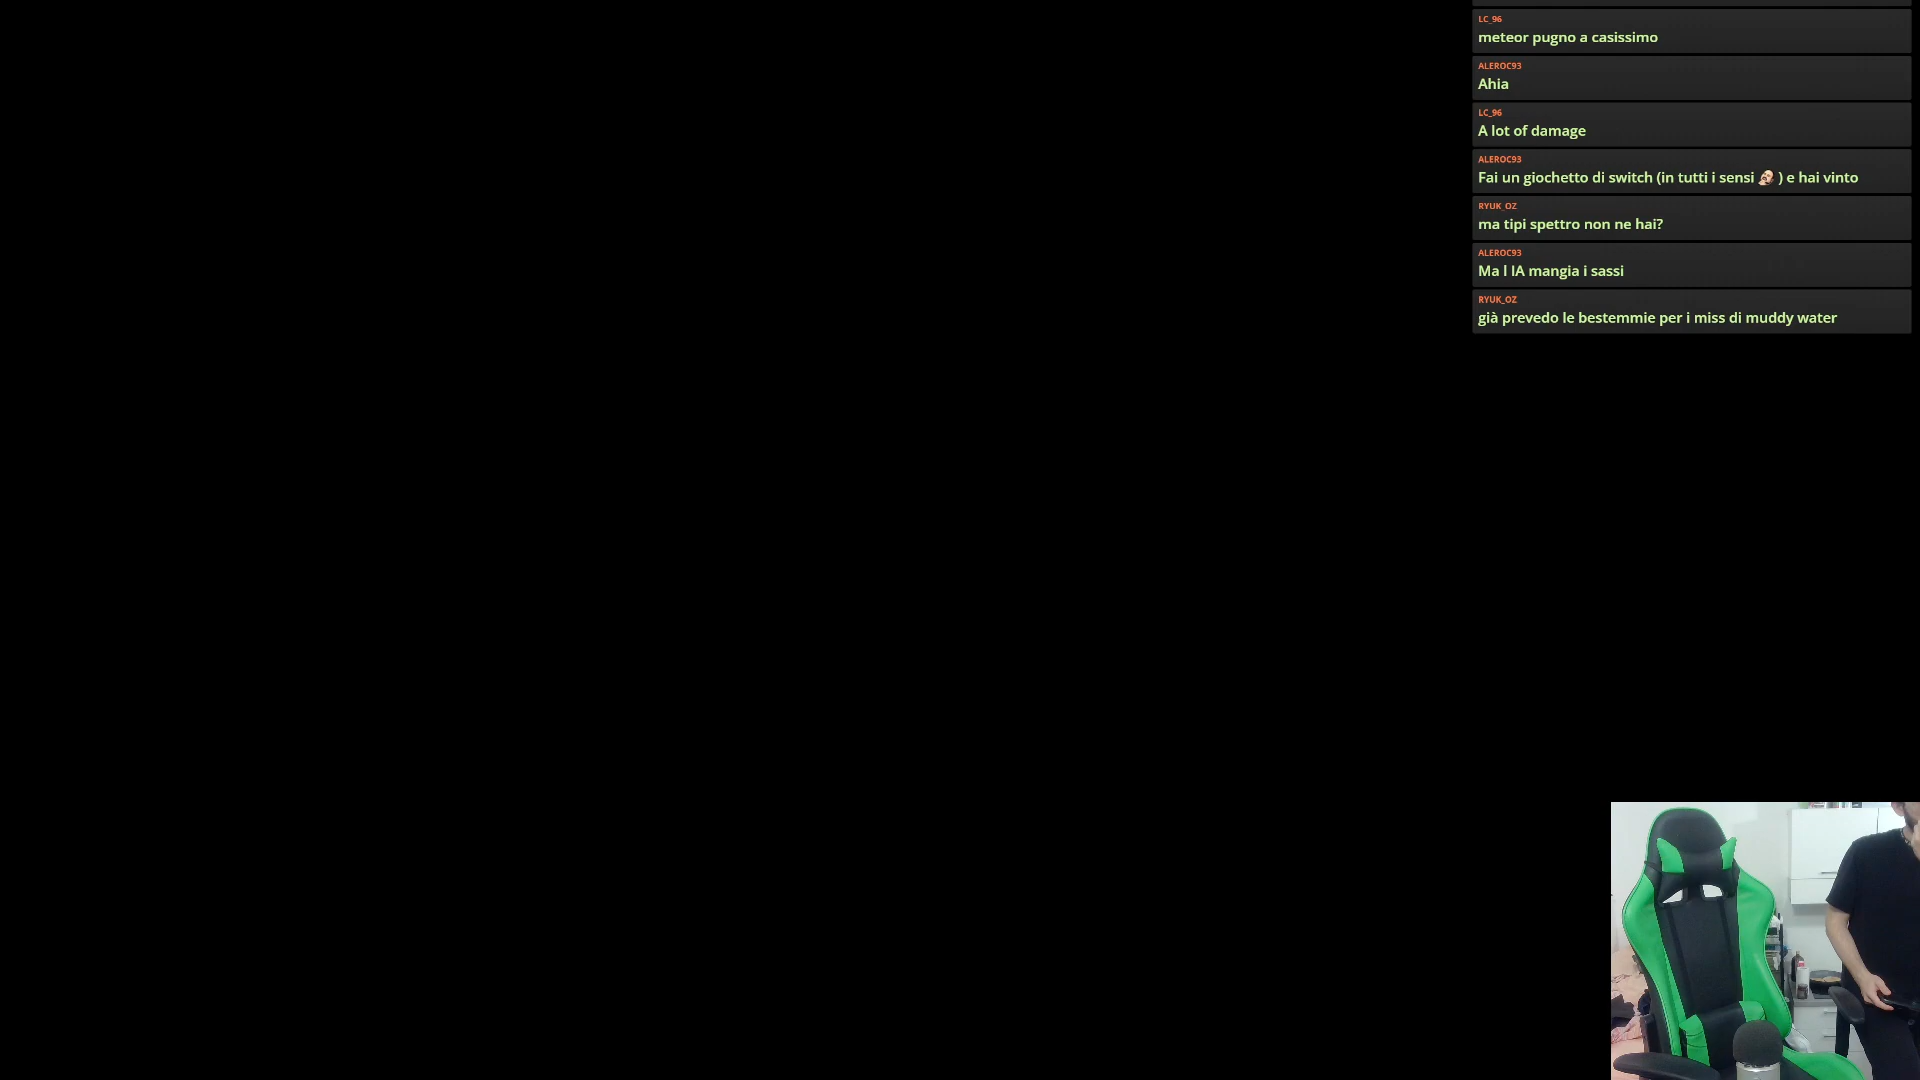 LC_96
meteor pugno a casissimo
ALEROC93
Ahia
LC_96
A lot of damage
ALEROC93
Fai un giochetto di switch (in tutti i sensi ) e hai vinto
RYUK_OZ
ma tipi spettro non ne hai?
ALEROC93
Ma l IA mangia i sassi
RYUK_OZ
già prevedo le bestemmie per i miss di muddy water